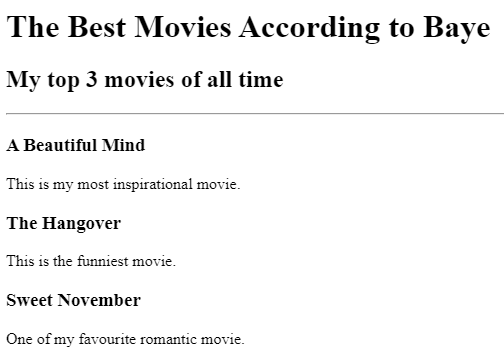 The Best Movies According to Baye
My top 3 movies of all time
A Beautiful Mind
This is my most inspirational movie.
The Hangover
This is the funniest movie.
Sweet November
One of my favourite romantic movie.